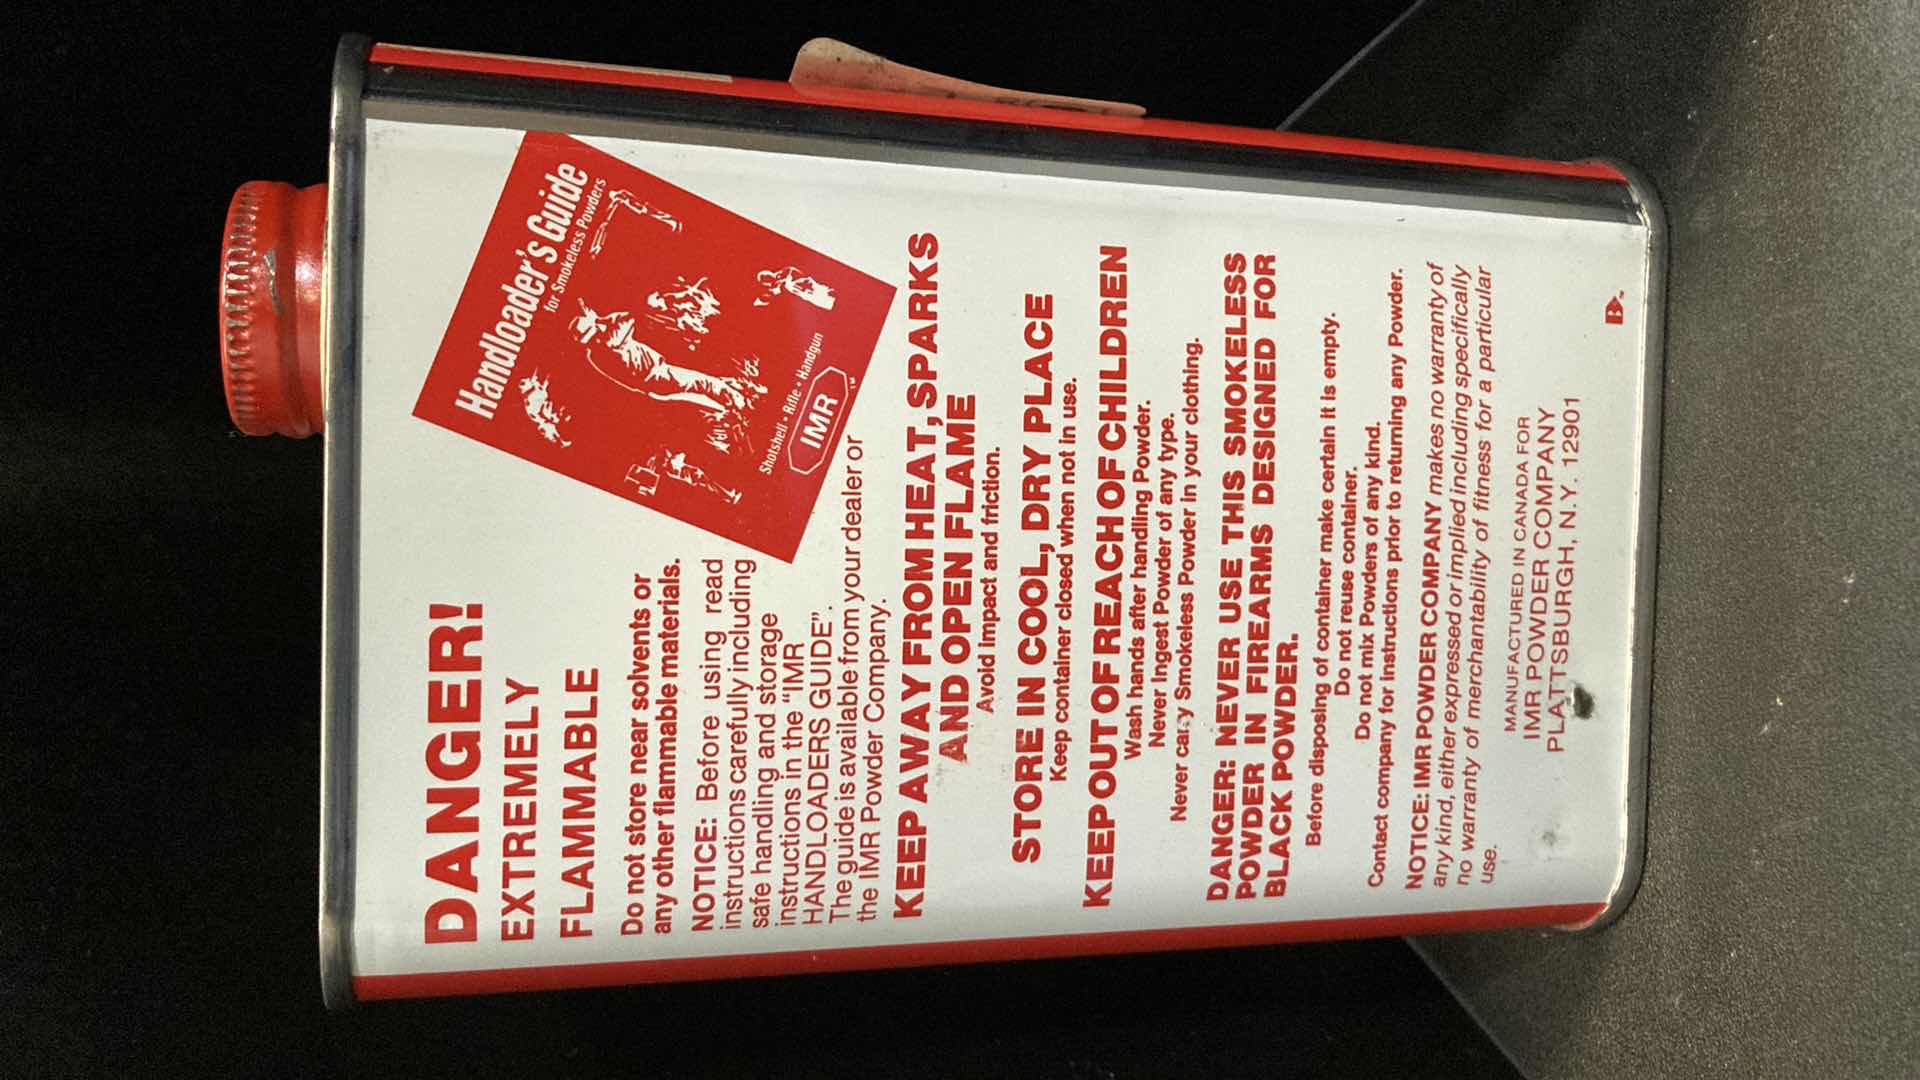 DANGER!
EXTREMELY
FLAMMABLE
Do not store near solvents or
any other flammable materials.
NOTICE: Before using read
instructions carefully including
safe handling and storage
instructions in the "IMR
HANDLOADERS GUIDE".
The guide is available from your dealer or
the IMR Powder Company.
Handloader's Guide
for Smokeless Powders
Shotshell • Rifle • Handgun
IMR™
KEEP AWAY FROM HEAT, SPARKS
AND OPEN FLAME
Avoid impact and friction.
STORE IN COOL, DRY PLACE
Keep container closed when not in use.
KEEP OUT OF REACH OF CHILDREN
Wash hands after handling Powder.
Never Ingest Powder of any type.
Never carry Smokeless Powder in your clothing.
DANGER: NEVER USE THIS SMOKELESS
POWDER IN FIREARMS DESIGNED FOR
BLACK POWDER.
Before disposing of container make certain it is empty.
Do not reuse container.
Do not mix Powders of any kind.
Contact company for instructions prior to returning any Powder.
NOTICE: IMR POWDER COMPANY makes no warranty of
any kind, either expressed or implied including specifically
no warranty of merchantability of fitness for a particular
use.
MANUFACTURED IN CANADA FOR
IMR POWDER COMPANY
PLATTSBURGH, N.Y. 12901